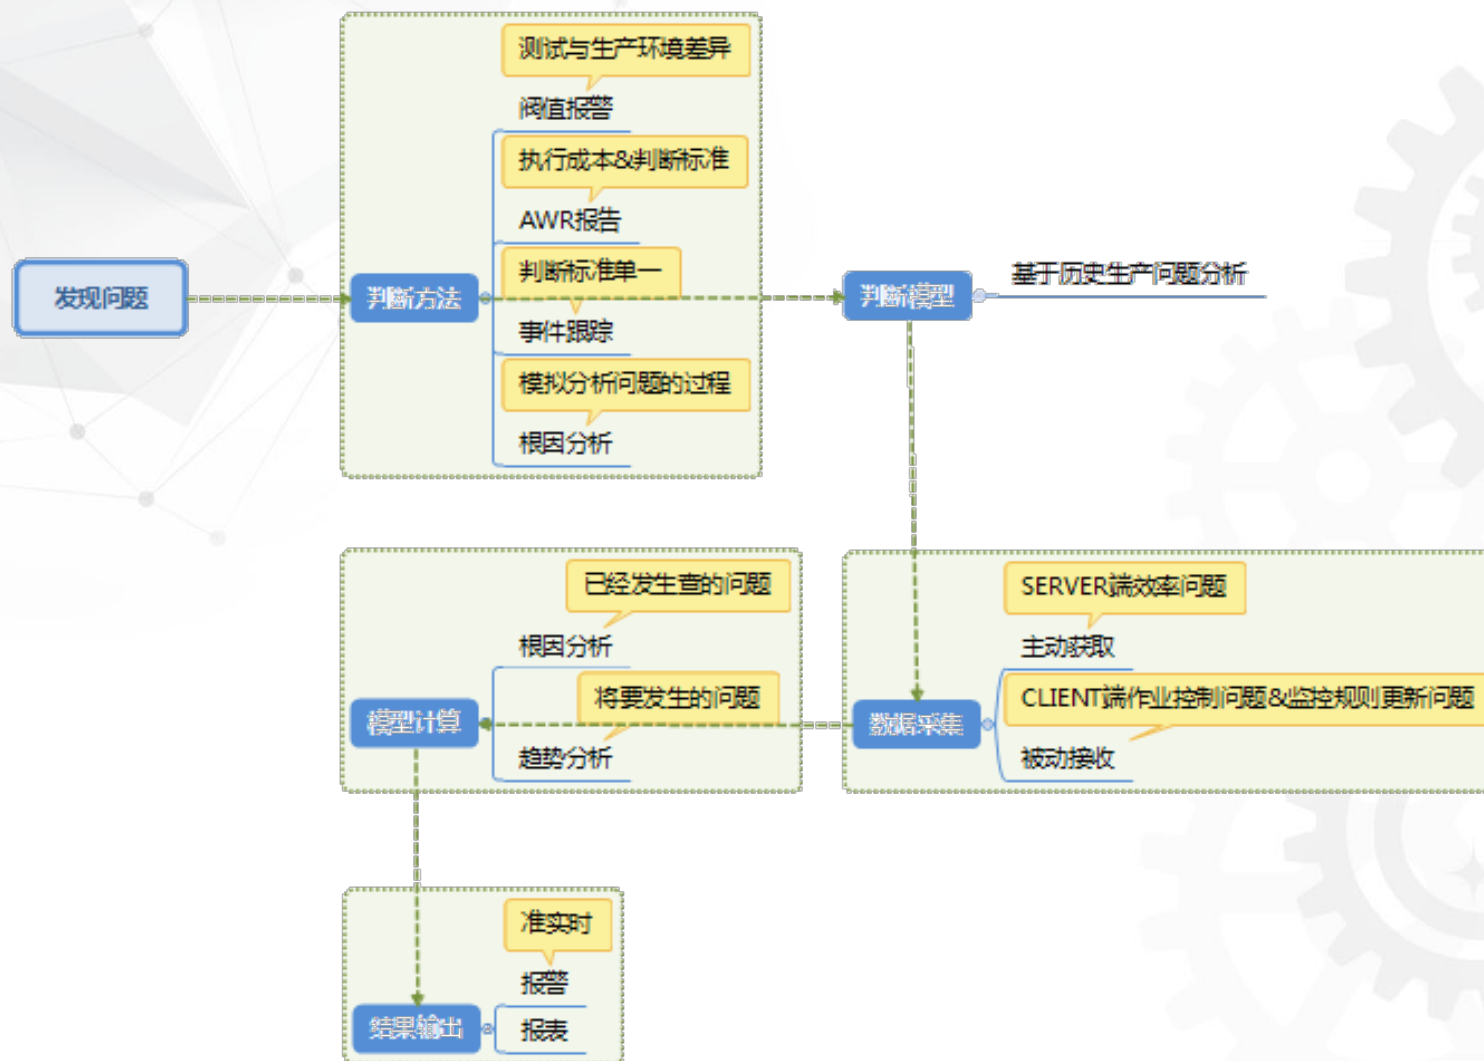 测试与生产环境差异
阀值报警
执行成本&判断标准
AWR报告
判断标准单一
事件跟踪
模拟分析问题的过程
根因分析
发现问题
判断方法
判断模型
基于历史生产问题分析
已经发生查的问题
根因分析
将要发生的问题
趋势分析
模型计算
SERVER端效率问题
主动获取
CLIENT端作业控制问题&监控规则更新问题
被动接收
数据采集
准实时
报警
报表
结果输出